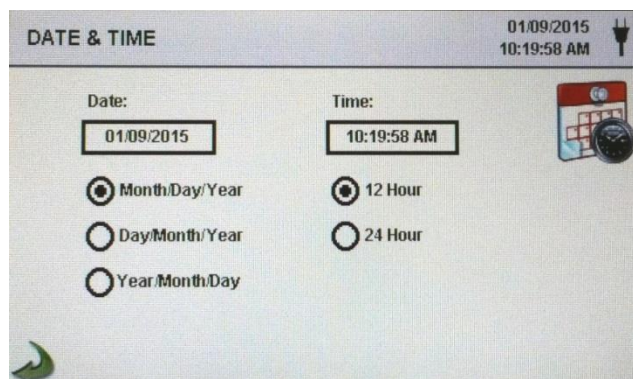 DATE & TIME
01/09/2015
10:19:58 AM
Date:
Time:
01/09/2015
10:19:58 AM
Month/Day/Year
12 Hour
Day/Month/Year
24 Hour
Year/Month/Day